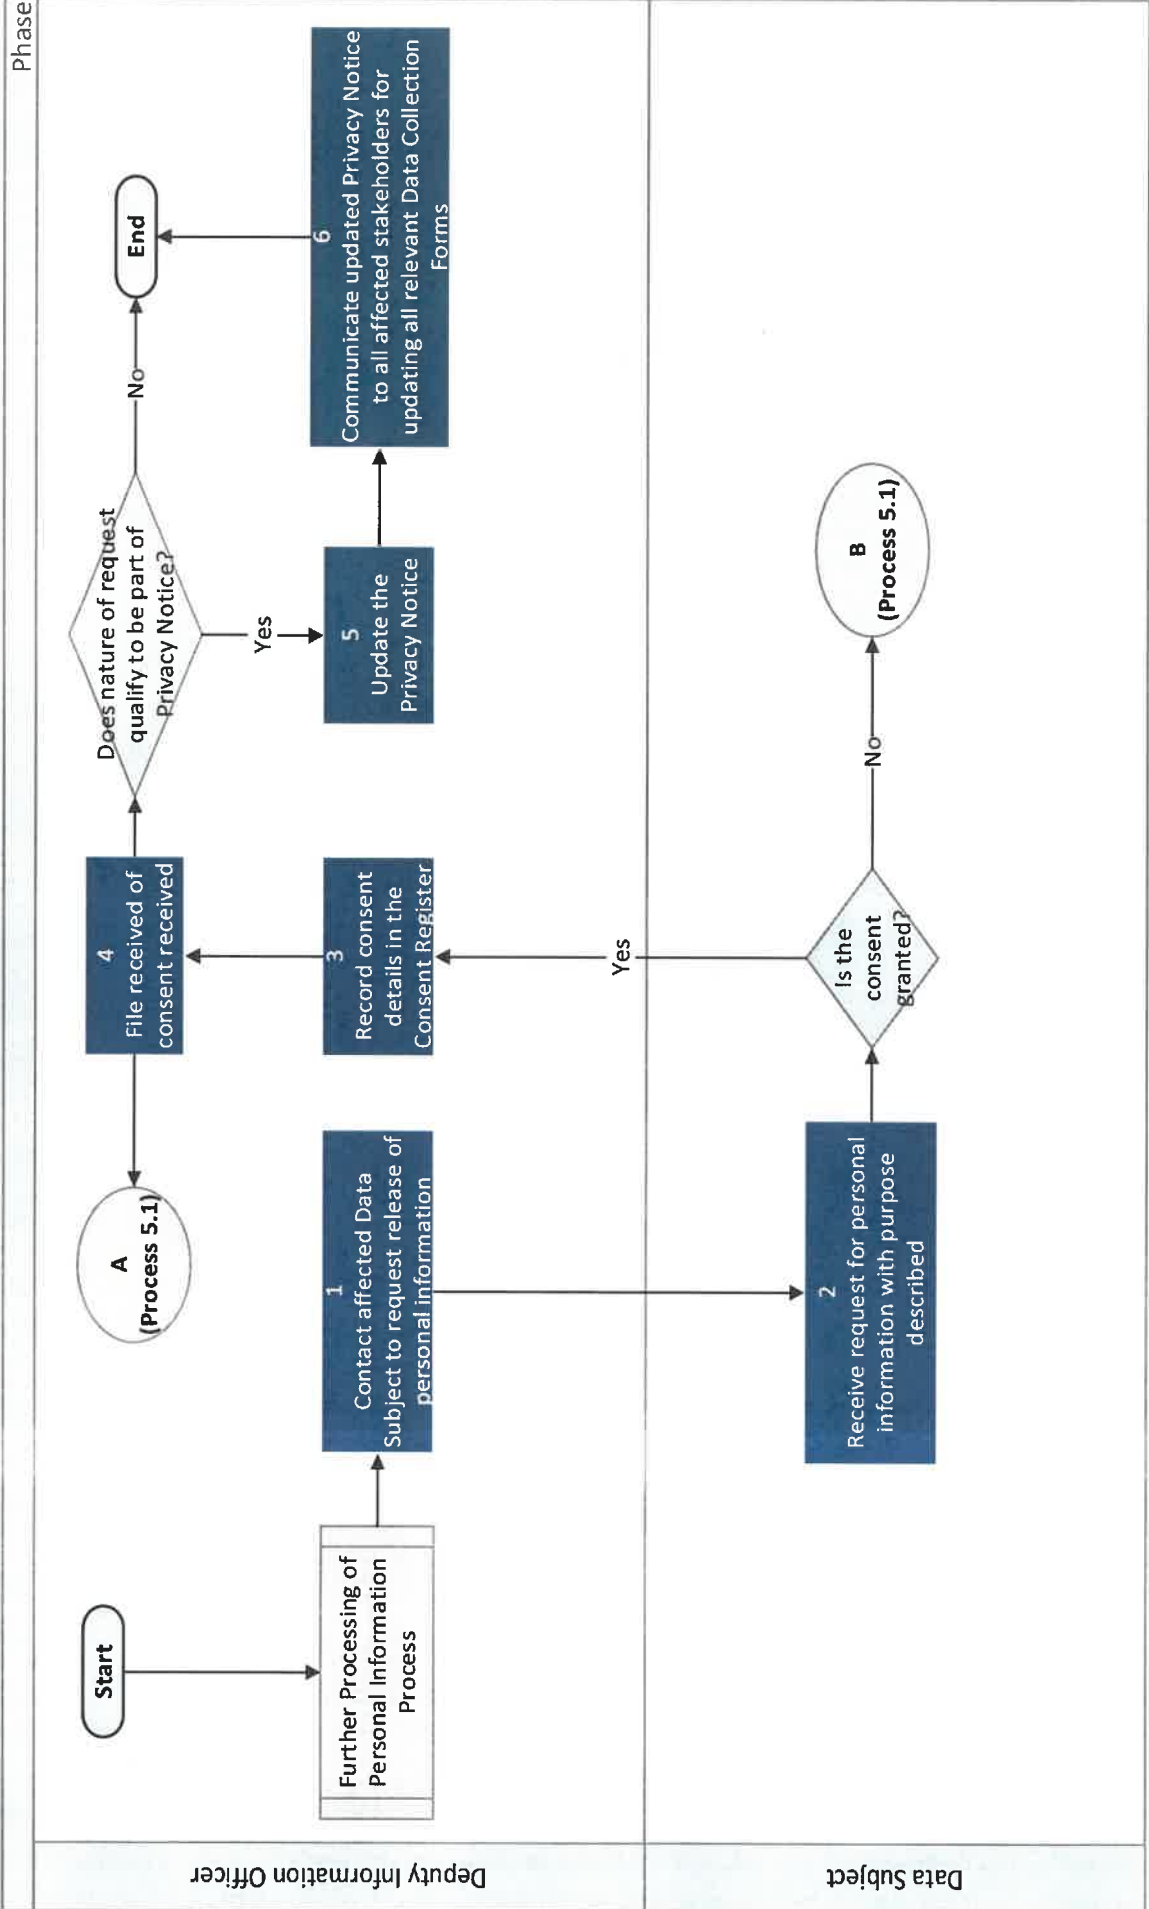 Phase
Deputy Information Officer
Start
Further Processing of
Personal Information
Process
1
Contact affected Data
Subject to request release of
personal information
A
(Process 5.1)
4
File received of
consent received
3
Record consent
details in the
Consent Register
Does nature of request
qualify to be part of
Privacy Notice?
No
End
Yes
5
Update the
Privacy Notice
6
Communicate updated Privacy Notice
to all affected stakeholders for
updating all relevant Data Collection
Forms
Data Subject
2
Receive request for personal
information with purpose
described
Is the
consent
granted?
Yes
No
B
(Process 5.1)